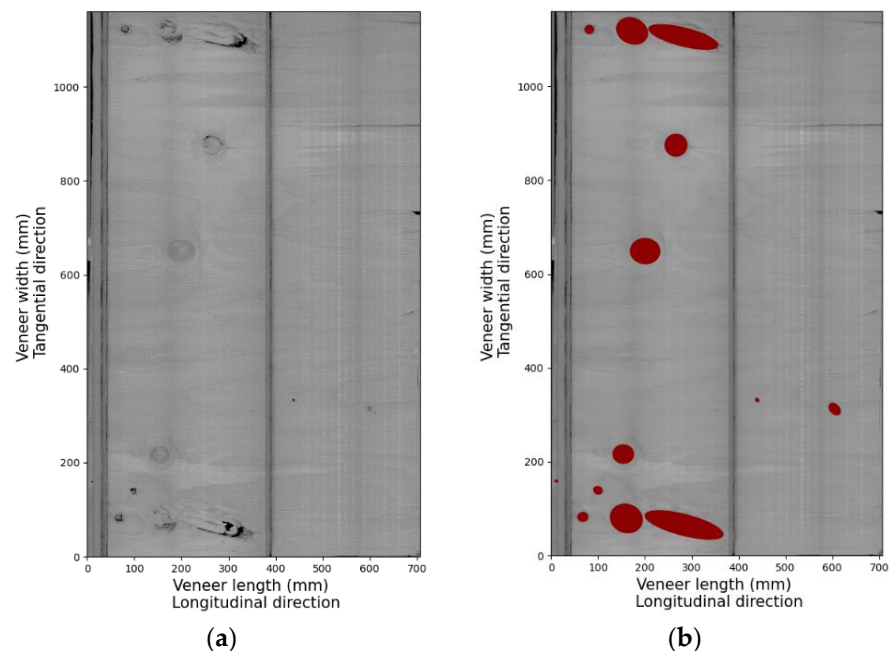 1000
800
600
400
200
0
Veneer width (mm)
Tangential direction
0 100 200 300 400 500 600 700
Veneer length (mm)
Longitudinal direction
(a)
1000
800
600
400
200
0
Veneer width (mm)
Tangential direction
0 100 200 300 400 500 600 700
Veneer length (mm)
Longitudinal direction
(b)